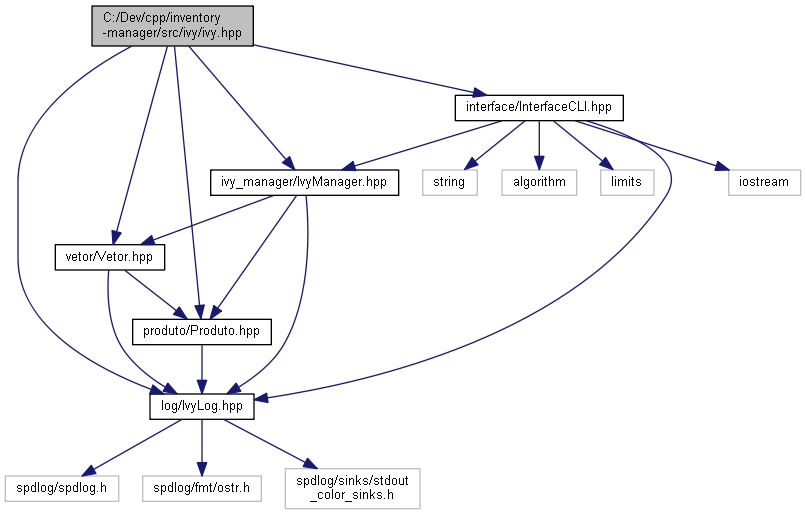 C:/Dev/cpp/inventory
-manager/src/ivy/ivy.hpp
interface/InterfaceCLI.hpp
ivy_manager/IvyManager.hpp
string
algorithm
limits
iostream
vetor/Vetor.hpp
produto/Produto.hpp
log/IvyLog.hpp
spdlog/spdlog.h
spdlog/fmt/ostr.h
spdlog/sinks/stdout
_color_sinks.h